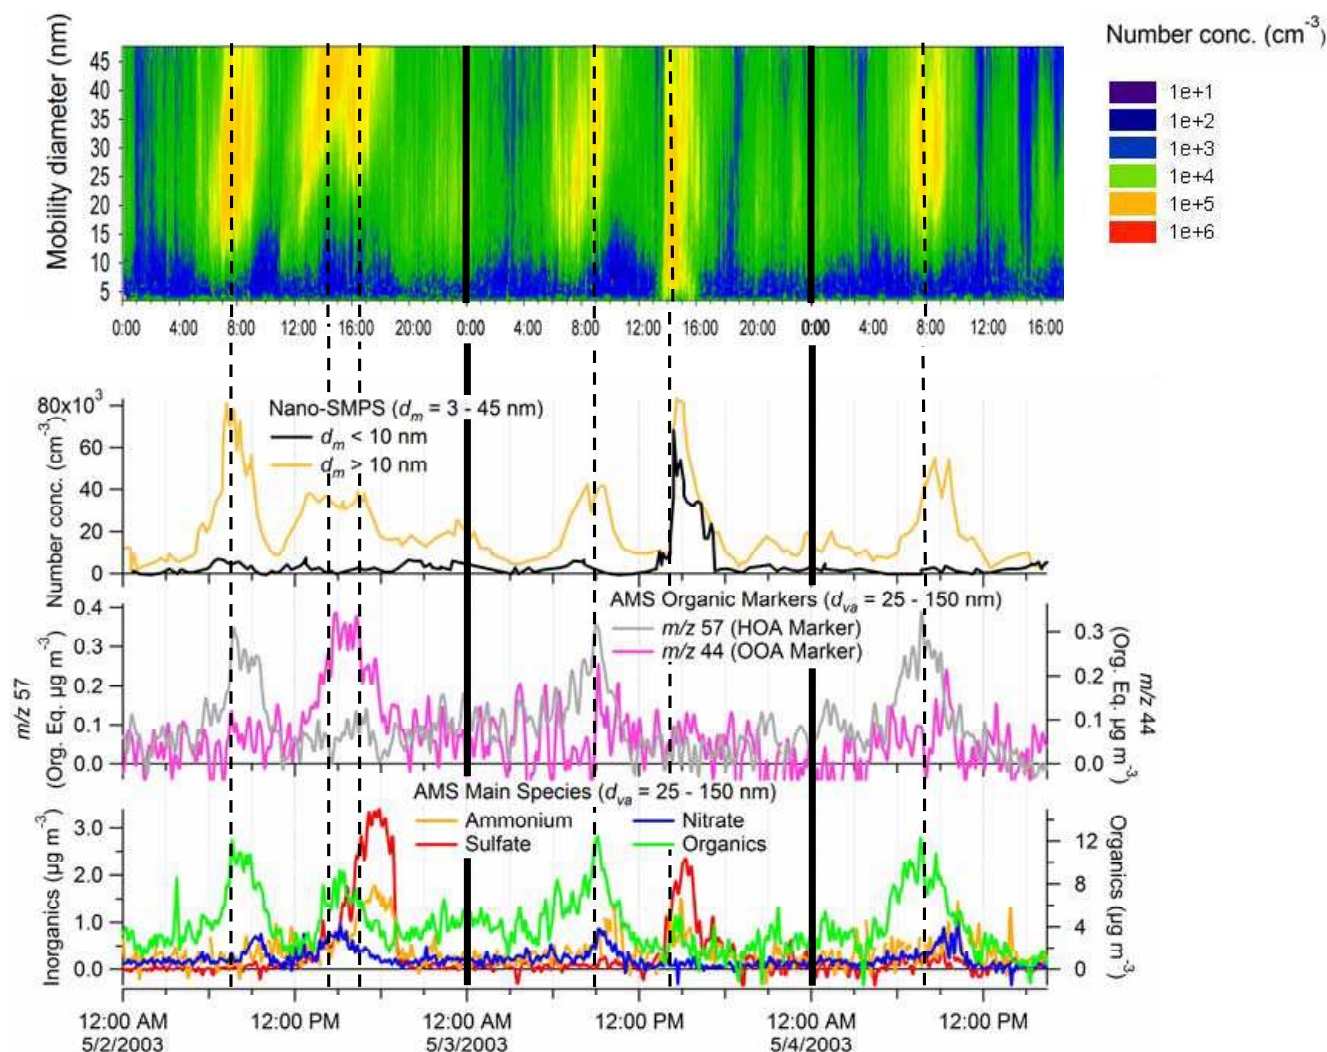 Number conc. (cm⁻³)
1e+1
1e+2
1e+3
1e+4
1e+5
1e+6
Mobility diameter (nm)
45
40
35
30
25
20
15
10
5
0:00 4:00 8:00 12:00 16:00 20:00 0:00 4:00 8:00 12:00 16:00 20:00 0:00 4:00 8:00 12:00 16:00
Number conc. (cm⁻³)
80x10³
60
40
20
0
Nano-SMPS (dm = 3 - 45 nm)
dm < 10 nm
dm > 10 nm
m/z 57
(Org. Eq. µg m⁻³)
0.4
0.3
0.2
0.1
0.0
AMS Organic Markers (dva = 25 - 150 nm)
m/z 57 (HOA Marker)
m/z 44 (OOA Marker)
0.3
0.2
0.1
0.0
m/z 44
(Org. Eq. µg m⁻³)
Inorganics (µg m⁻³)
3.0
2.0
1.0
0.0
AMS Main Species (dva = 25 - 150 nm)
Ammonium Nitrate
Sulfate Organics
12
8
4
0
Organics (µg m⁻³)
12:00 AM 12:00 PM 12:00 AM 12:00 PM 12:00 AM 12:00 PM
5/2/2003 5/3/2003 5/4/2003